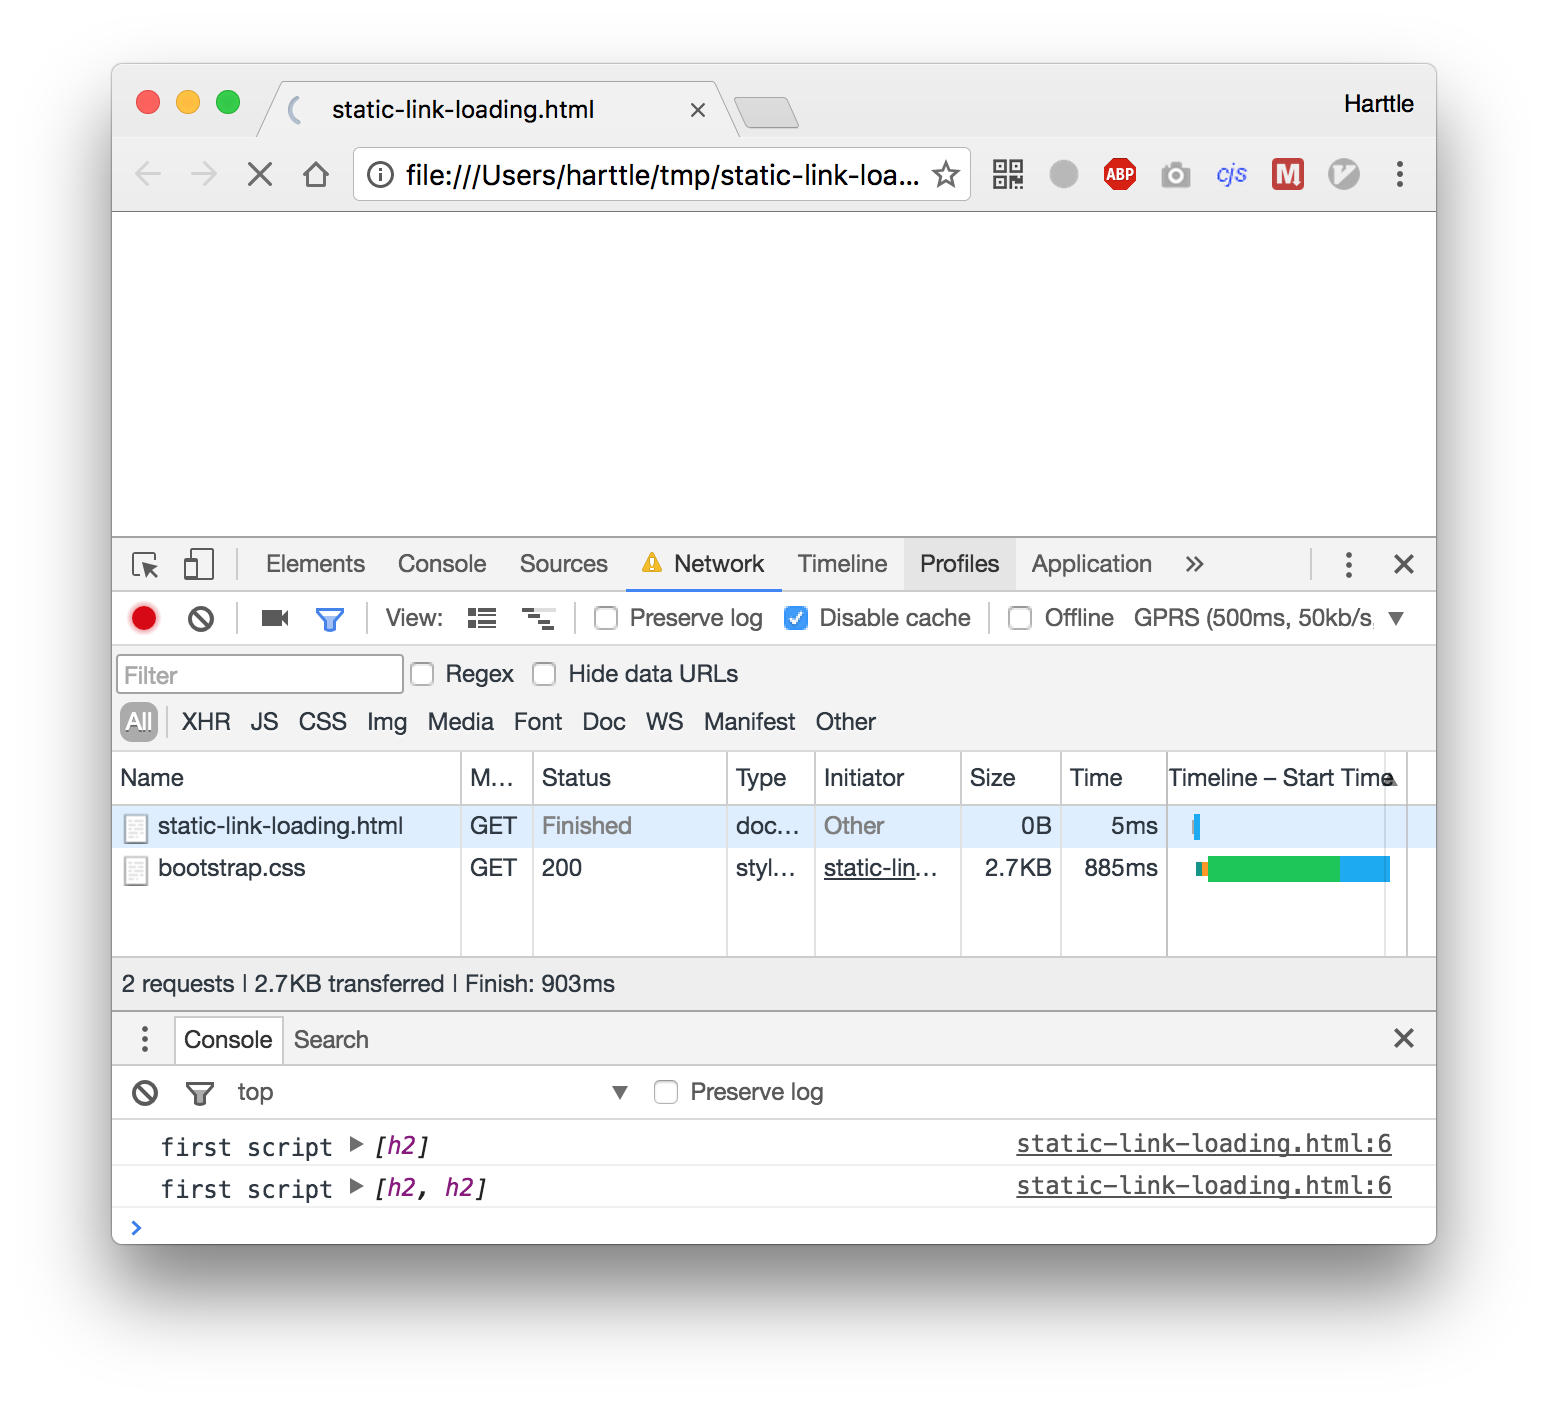 static-link-loading.html
Harttle
file:///Users/harttle/tmp/static-link-loa...
ABP
cjs
M
Elements Console Sources Network Timeline Profiles Application
View: Preserve log Disable cache Offline GPRS (500ms, 50kb/s,
Filter Regex Hide data URLs
All XHR JS CSS Img Media Font Doc WS Manifest Other
Name M... Status Type Initiator Size Time Timeline – Start Time
static-link-loading.html GET Finished doc... Other 0B 5ms
bootstrap.css GET 200 styl... static-lin... 2.7KB 885ms
2 requests | 2.7KB transferred | Finish: 903ms
Console Search
top Preserve log
first script [h2] static-link-loading.html:6
first script [h2, h2] static-link-loading.html:6